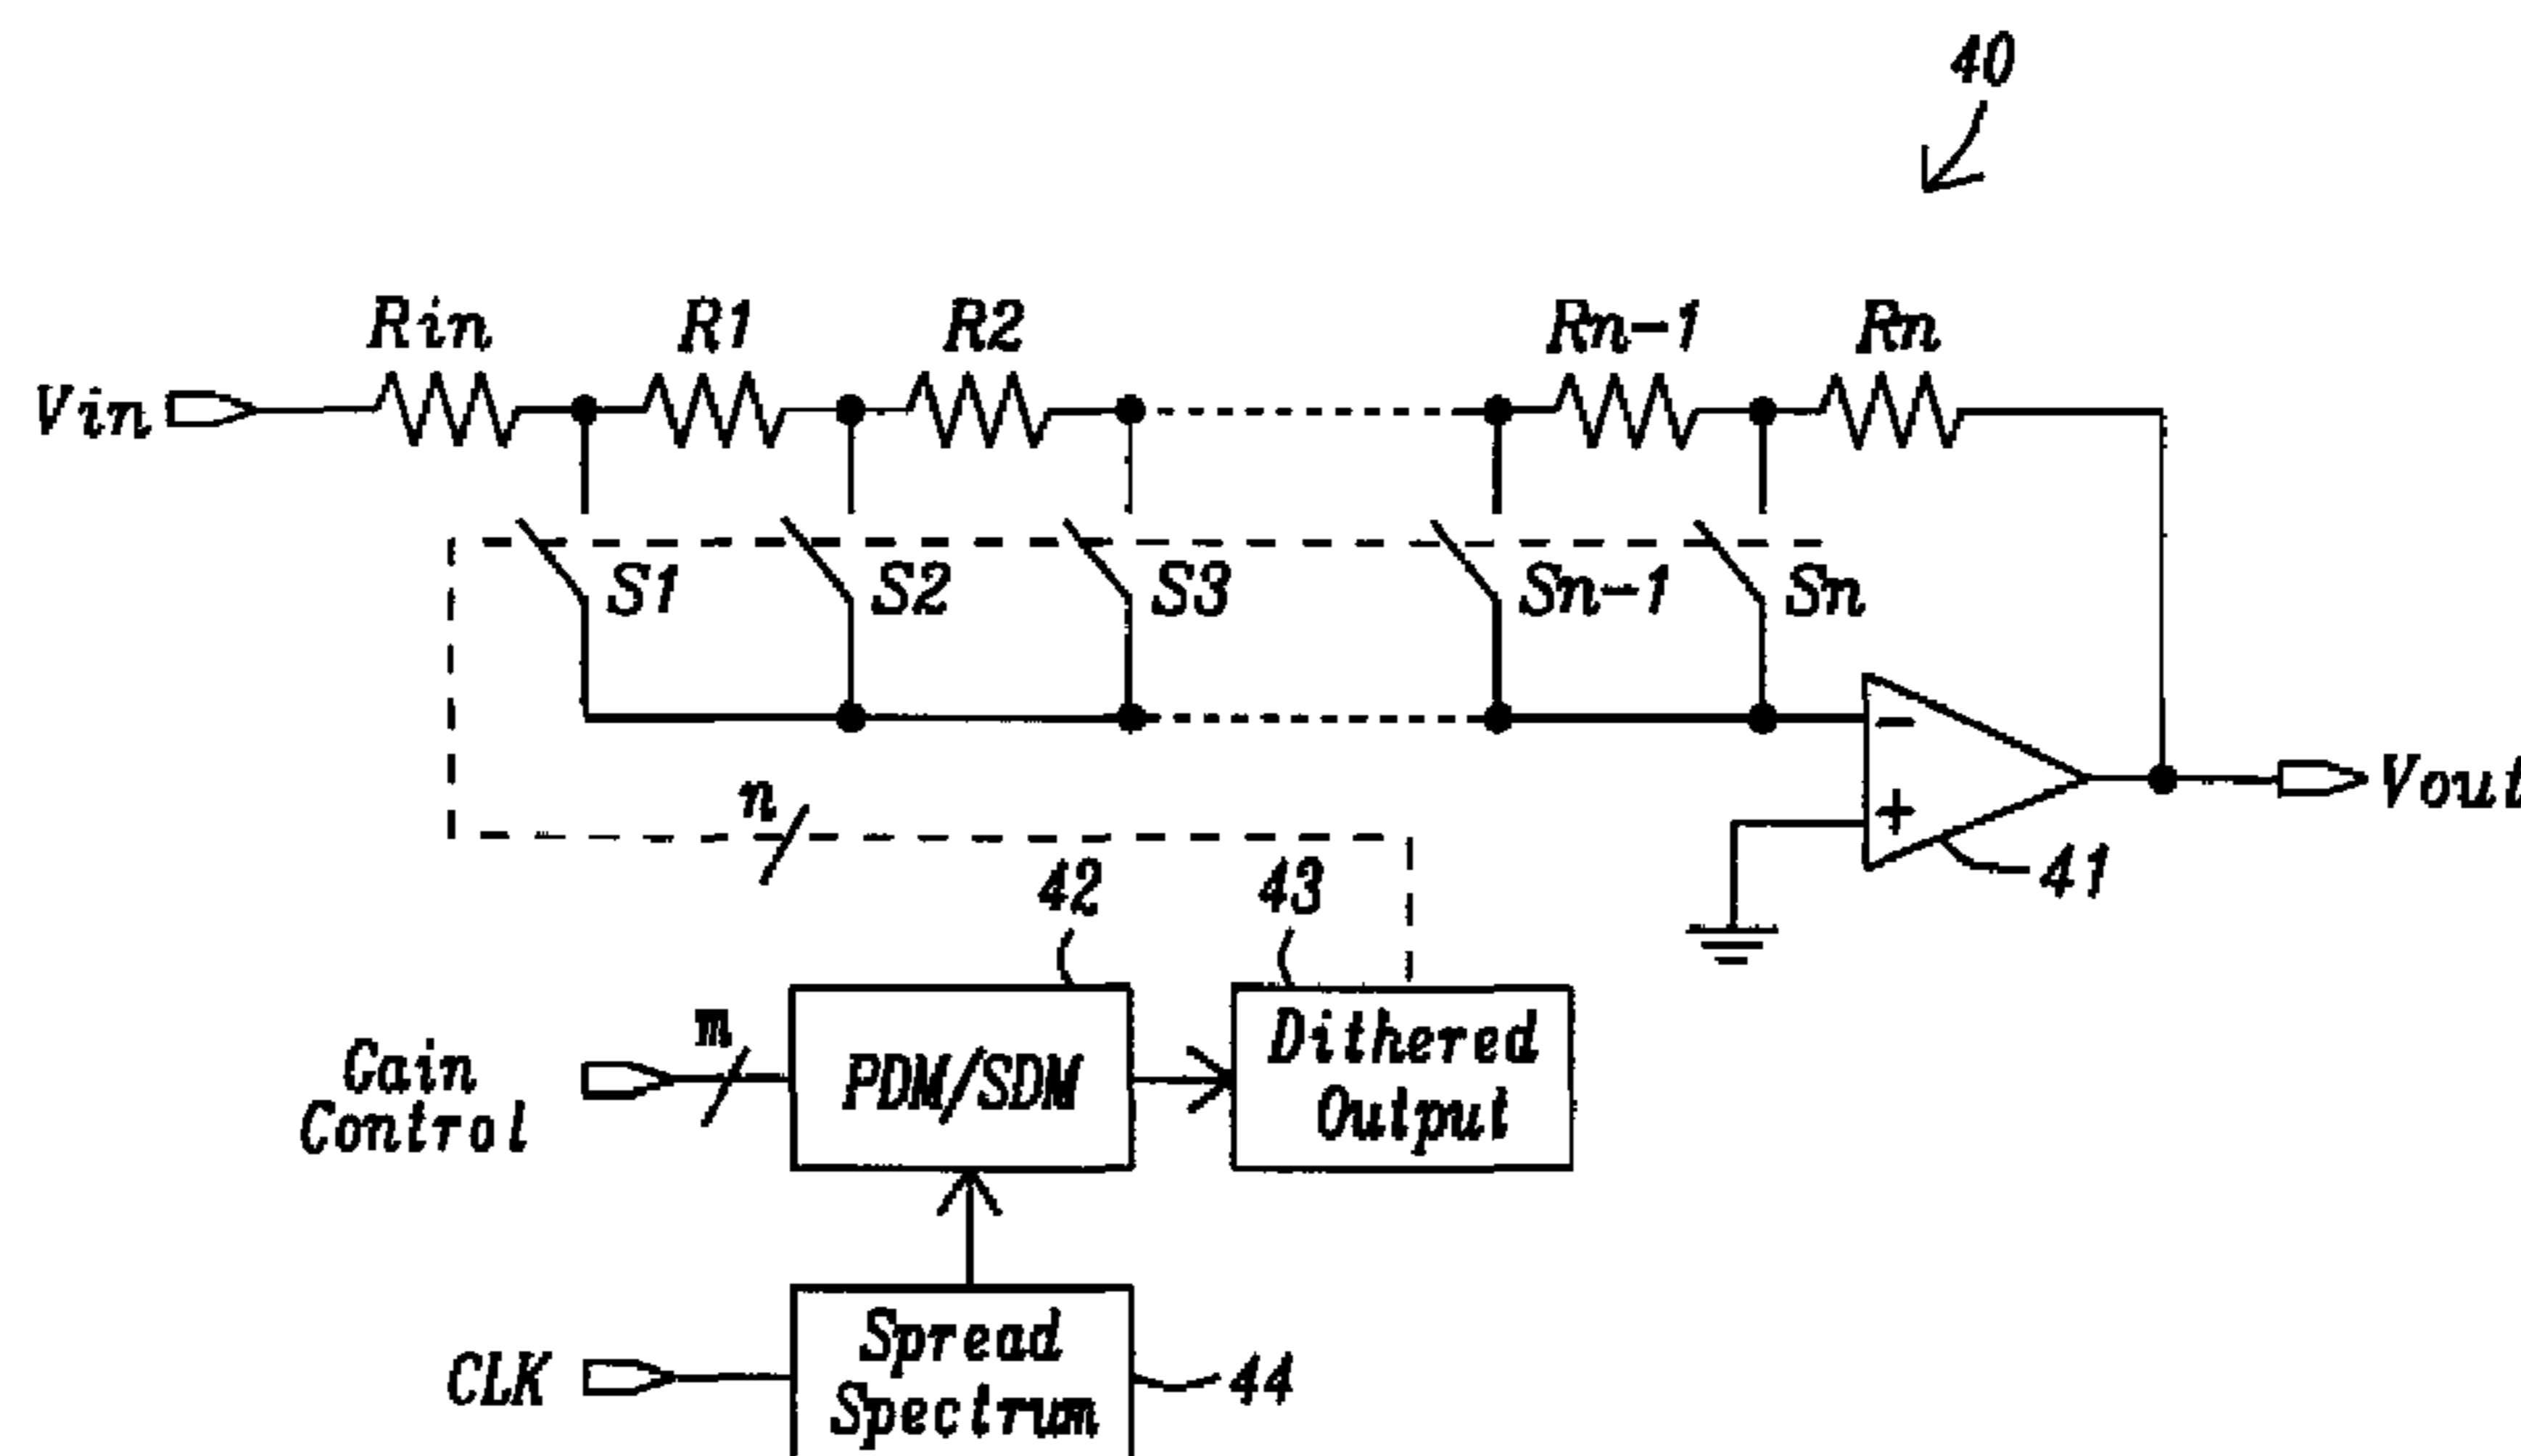 40
Rin
R1
R2
Rn-1
Rn
Vin
S1
S2
S3
Sn-1
Sn
−
+
Vout
41
n
42
43
Gain
Control
m
PDM/SDM
Dithered
Output
CLK
Spread
Spectrum
44